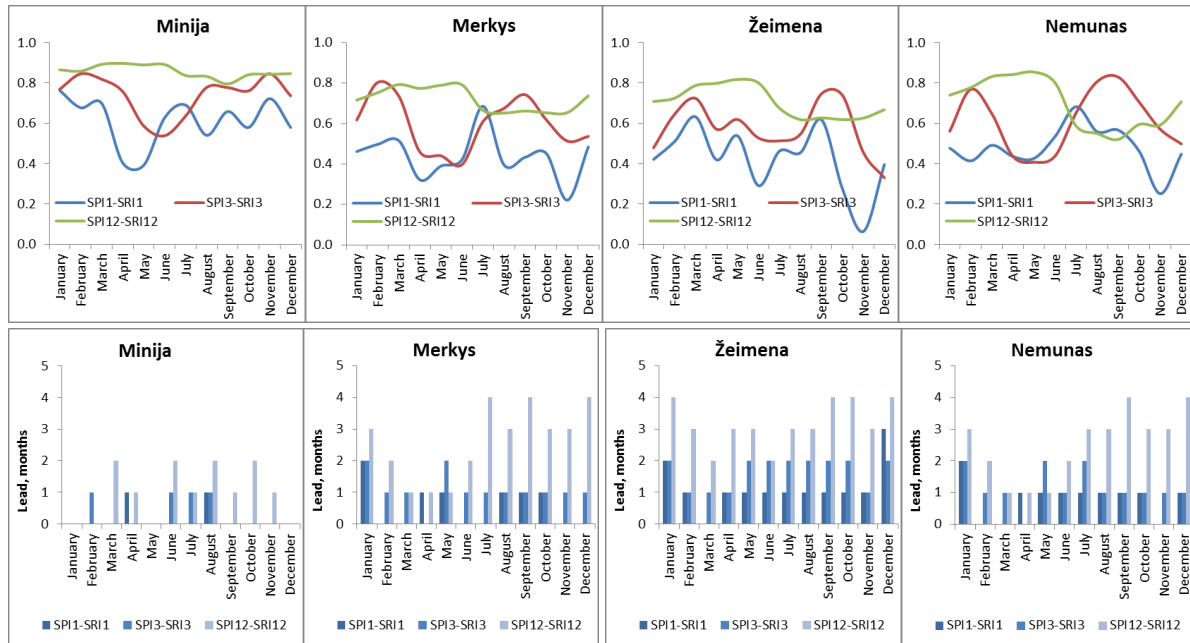 Minija
1.0
0.8
0.6
0.4
0.2
0.0
SPI1-SRI1 SPI3-SRI3
SPI12-SRI12
January February March April May June July August September October November December
Merkys
1.0
0.8
0.6
0.4
0.2
0.0
SPI1-SRI1 SPI3-SRI3
SPI12-SRI12
January February March April May June July August September October November December
Žeimena
1.0
0.8
0.6
0.4
0.2
0.0
SPI1-SRI1 SPI3-SRI3
SPI12-SRI12
January February March April May June July August September October November December
Nemunas
1.0
0.8
0.6
0.4
0.2
0.0
SPI1-SRI1 SPI3-SRI3
SPI12-SRI12
January February March April May June July August September October November December
Minija
Lead, months
5
4
3
2
1
0
January February March April May June July August September October November December
SPI1-SRI1 SPI3-SRI3 SPI12-SRI12
Merkys
Lead, months
5
4
3
2
1
0
January February March April May June July August September October November December
SPI1-SRI1 SPI3-SRI3 SPI12-SRI12
Žeimena
Lead, months
5
4
3
2
1
0
January February March April May June July August September October November December
SPI1-SRI1 SPI3-SRI3 SPI12-SRI12
Nemunas
Lead, months
5
4
3
2
1
0
January February March April May June July August September October November December
SPI1-SRI1 SPI3-SRI3 SPI12-SRI12